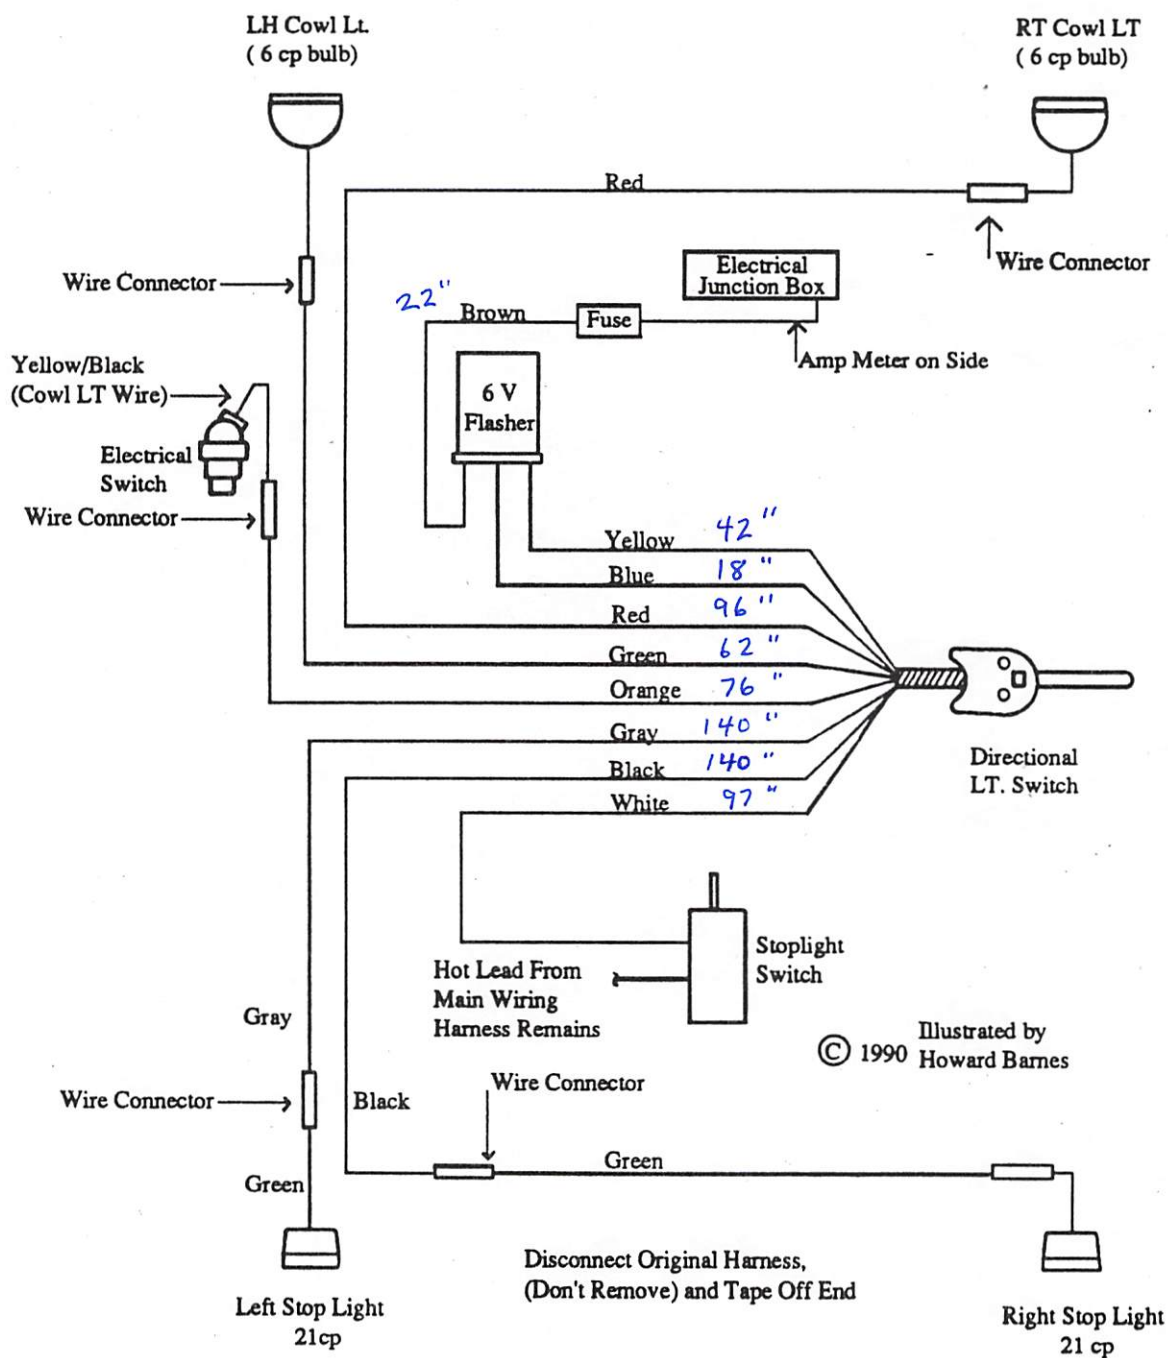 LH Cowl Lt.
( 6 cp bulb)
RT Cowl LT
( 6 cp bulb)
Red
Wire Connector
Wire Connector
Electrical
Junction Box
22"
Brown
Fuse
Amp Meter on Side
Yellow/Black
(Cowl LT Wire)
6 V
Flasher
Electrical
Switch
Wire Connector
Yellow 42"
Blue 18"
Red 96"
Green 62"
Orange 76"
Gray 140"
Black 140"
White 97"
Directional
LT. Switch
Stoplight
Switch
Hot Lead From
Main Wiring
Harness Remains
Gray
© 1990 Illustrated by
Howard Barnes
Wire Connector
Wire Connector
Black
Green
Green
Disconnect Original Harness,
(Don't Remove) and Tape Off End
Left Stop Light
21cp
Right Stop Light
21 cp